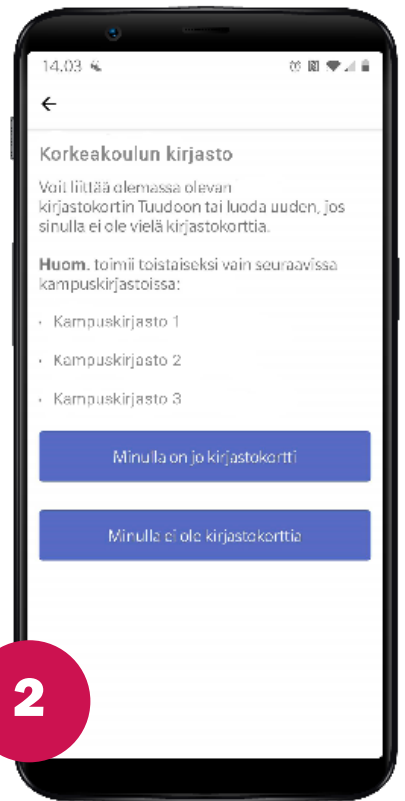 14.03
Korkeakoulun kirjasto
Voit liittää olemassa olevan
kirjastokortin Tuudoon tai luoda uuden, jos
sinulla ei ole vielä kirjastokorttia.
Huom. toimii toistaiseksi vain seuraavissa
kampuskirjastoissa:
· Kampuskirjasto 1
· Kampuskirjasto 2
· Kampuskirjasto 3
Minulla on jo kirjastokortti
Minulla ei ole kirjastokorttia
2